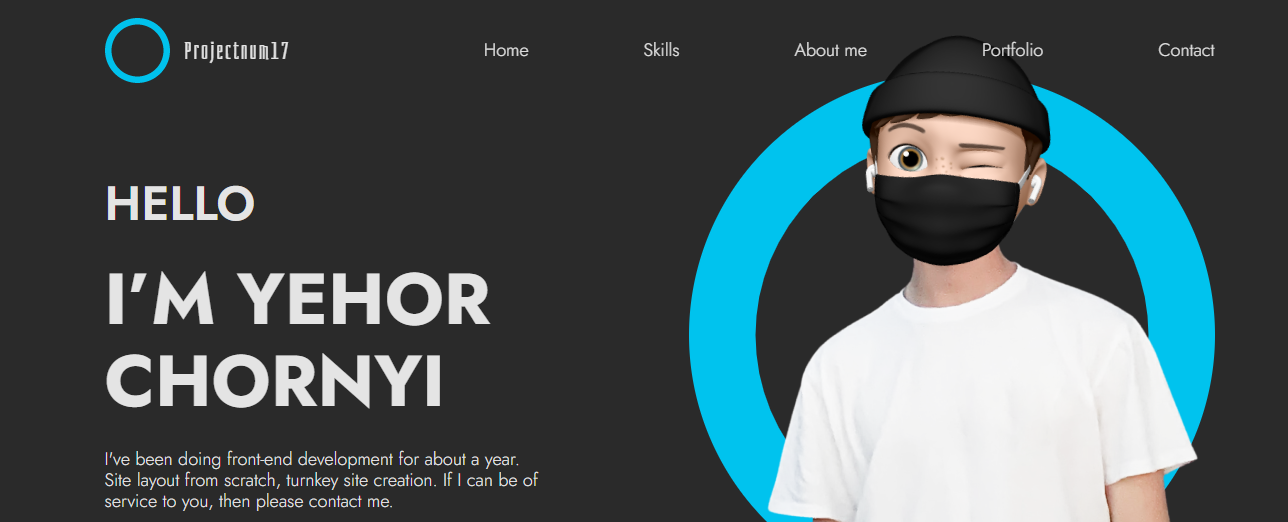 Projectnum17
Home Skills About me Portfolio Contact
HELLO
I’M YEHOR
CHORNYI
I've been doing front-end development for about a year.
Site layout from scratch, turnkey site creation. If I can be of
service to you, then please contact me.